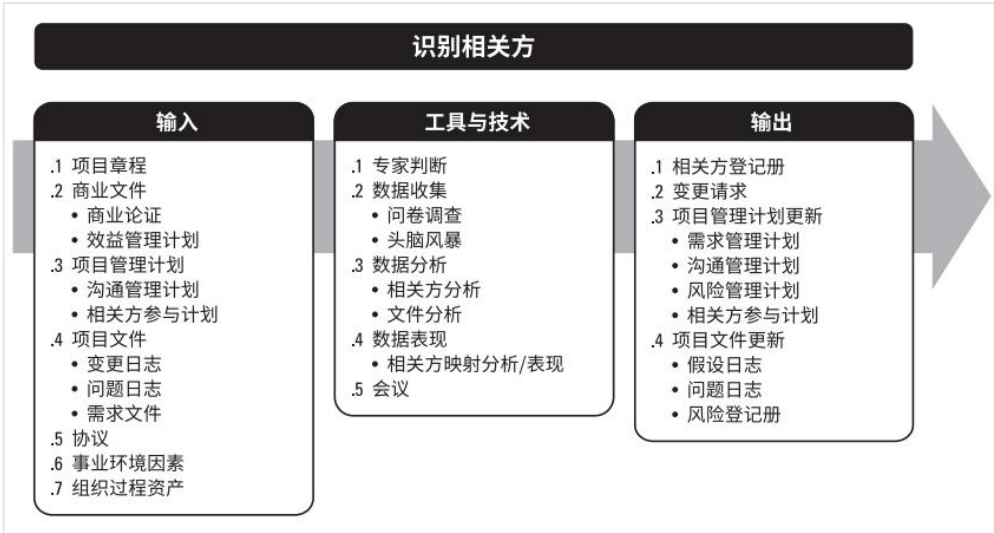 识别相关方
输入
.1 项目章程
.2 商业文件
• 商业论证
• 效益管理计划
.3 项目管理计划
• 沟通管理计划
• 相关方参与计划
.4 项目文件
• 变更日志
• 问题日志
• 需求文件
.5 协议
.6 事业环境因素
.7 组织过程资产
工具与技术
.1 专家判断
.2 数据收集
• 问卷调查
• 头脑风暴
.3 数据分析
• 相关方分析
• 文件分析
.4 数据表现
• 相关方映射分析/表现
.5 会议
输出
.1 相关方登记册
.2 变更请求
.3 项目管理计划更新
• 需求管理计划
• 沟通管理计划
• 风险管理计划
• 相关方参与计划
.4 项目文件更新
• 假设日志
• 问题日志
• 风险登记册